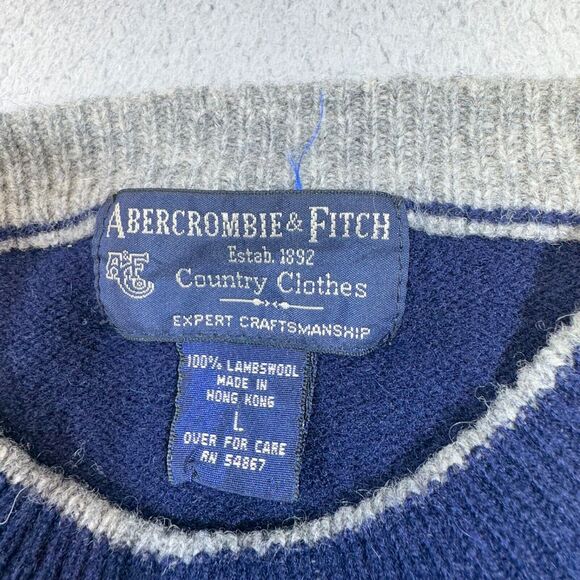 ABERCROMBIE & FITCH
Estab. 1892
A&F Co
Country Clothes
EXPERT CRAFTSMANSHIP
100% LAMBSWOOL
MADE IN
HONG KONG
L
OVER FOR CARE
RN 54867